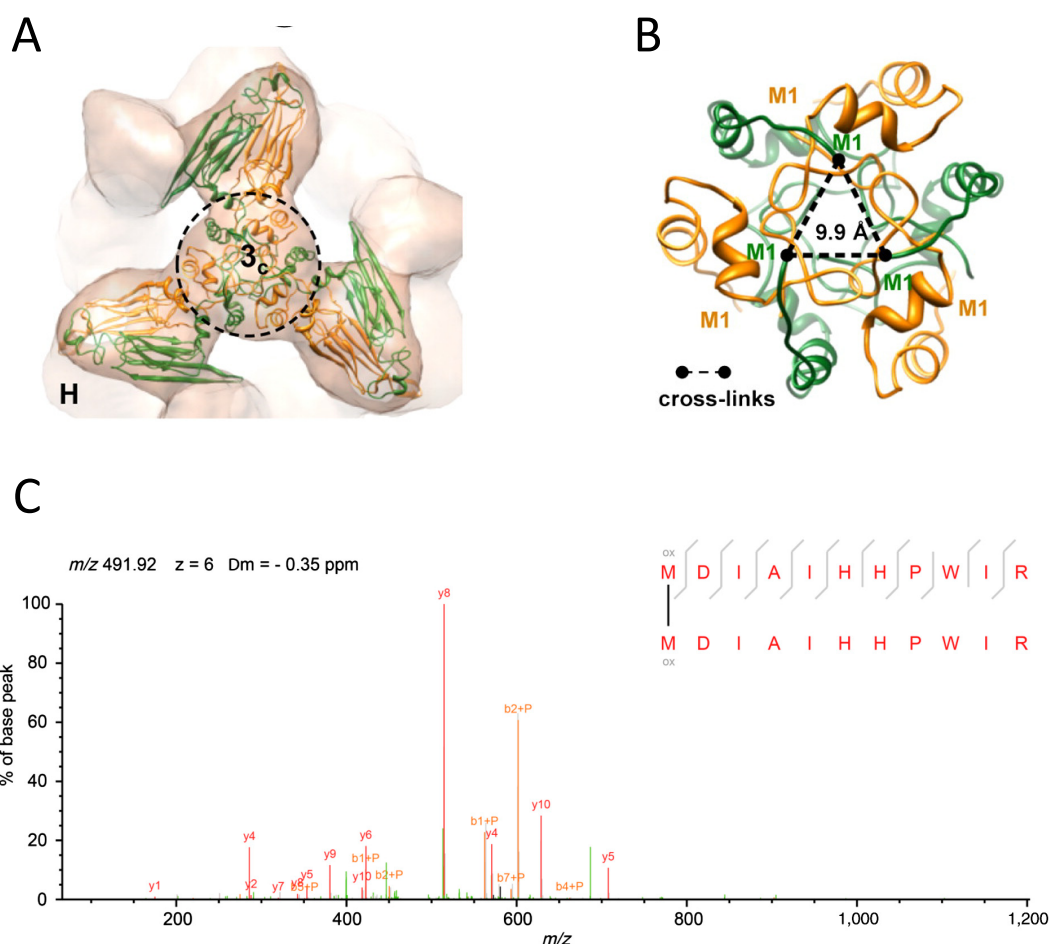 A
B
3c
H
M1
M1
M1
9.9 Å
M1
M1
M1
cross-links
C
m/z 491.92 z = 6 Dm = - 0.35 ppm
ox
M D I A I H H P W I R
M D I A I H H P W I R
ox
% of base peak
100
80
60
40
20
0
y8
b2+P
y10
b1+P
y4
y4
y6
b1+P
y9
y5
y5
b2+P
y10
b7+P
b4+P
y1
y2
y7
200
400
600
800
1,000
1,200
m/z